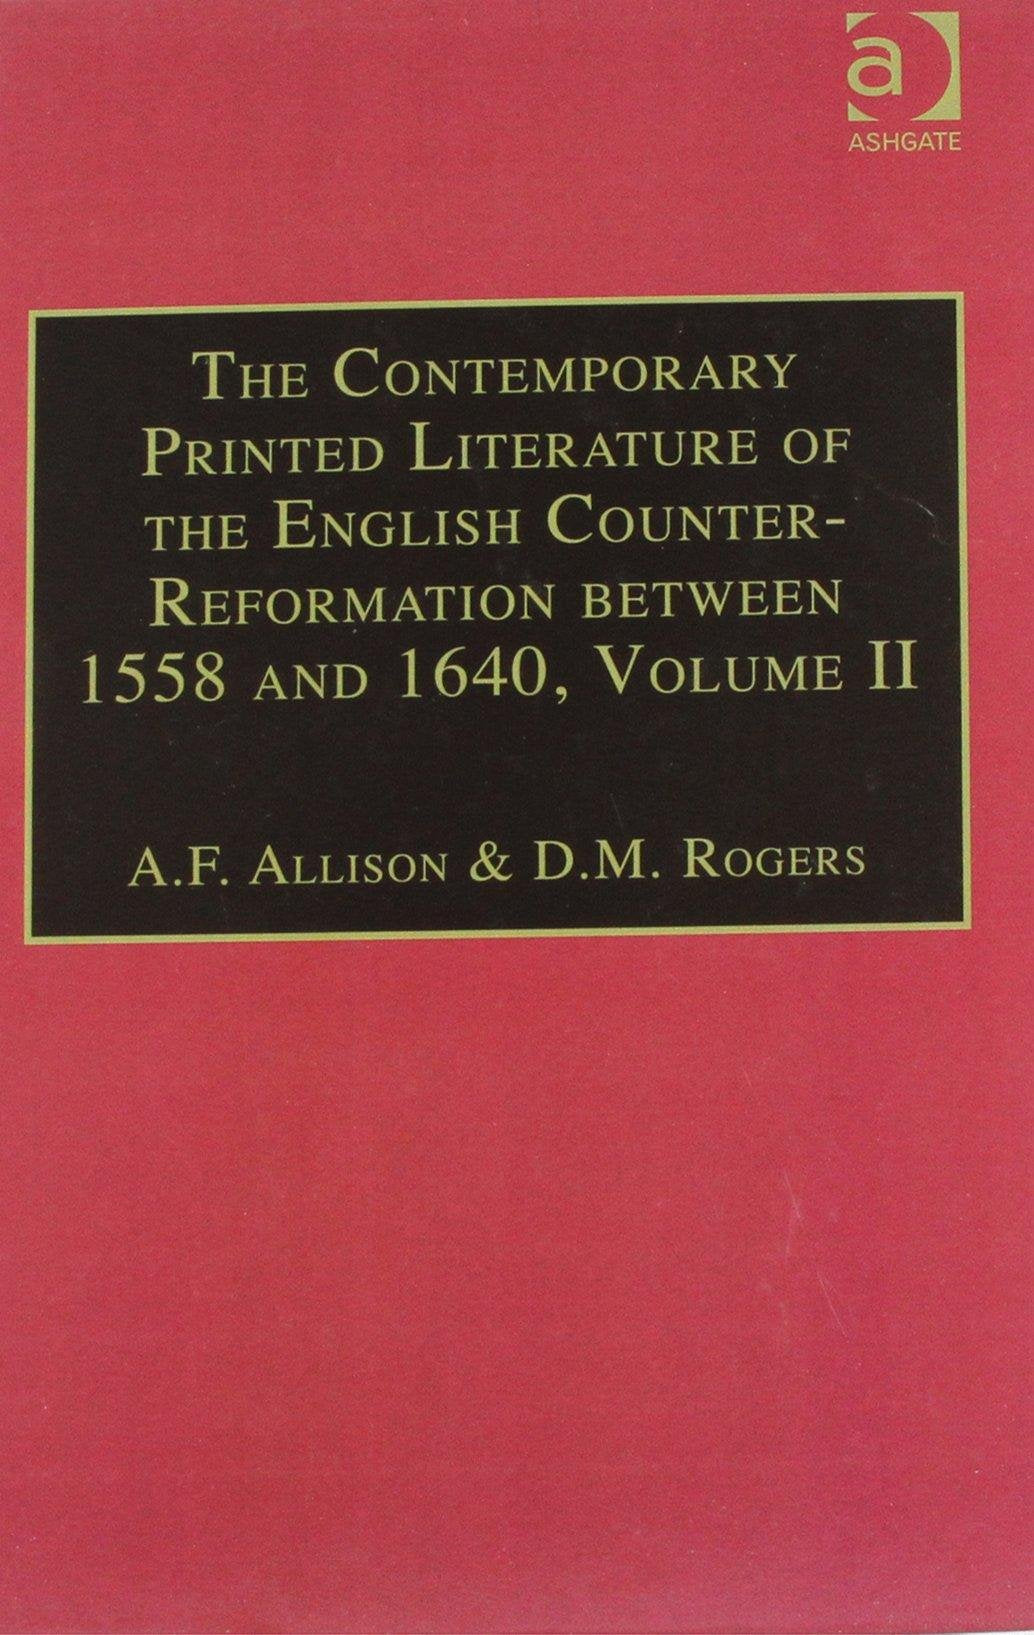 a
ASHGATE
THE CONTEMPORARY
PRINTED LITERATURE OF
THE ENGLISH COUNTER-
REFORMATION BETWEEN
1558 AND 1640, VOLUME II
A.F. ALLISON & D.M. ROGERS